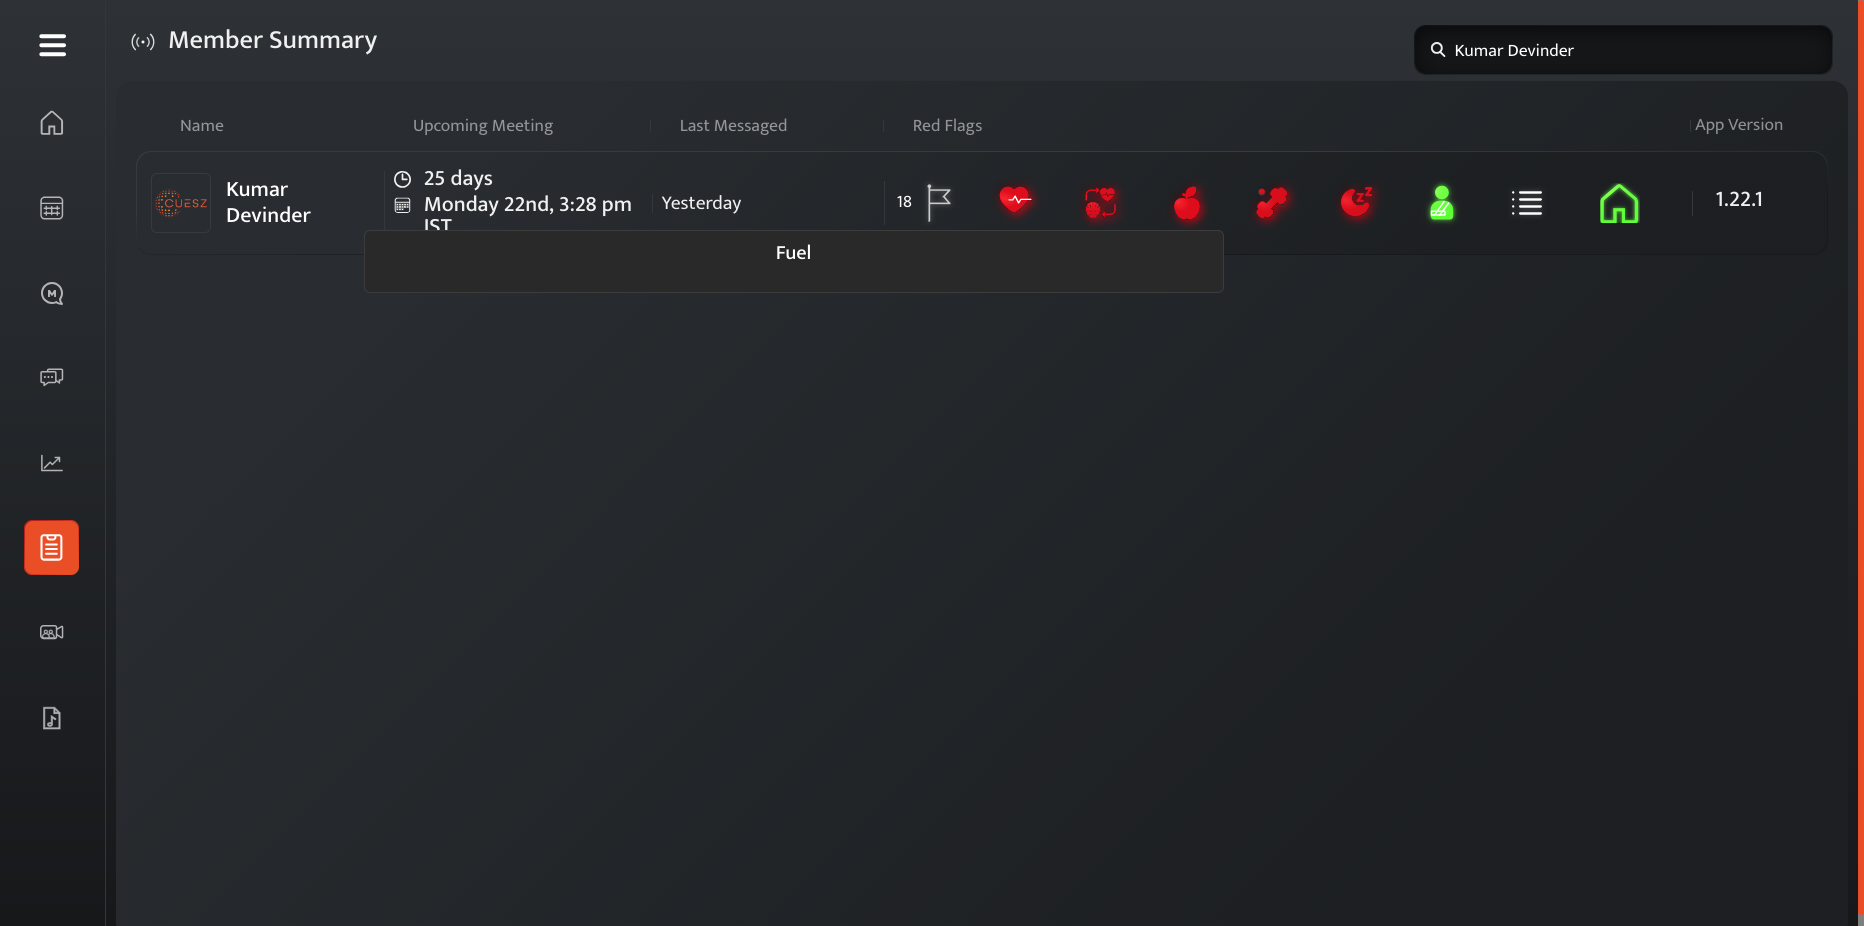 Member Summary
Kumar Devinder
Name
Upcoming Meeting
Last Messaged
Red Flags
App Version
CUESZ
Kumar
Devinder
25 days
Monday 22nd, 3:28 pm
IST
Yesterday
18
1.22.1
Fuel